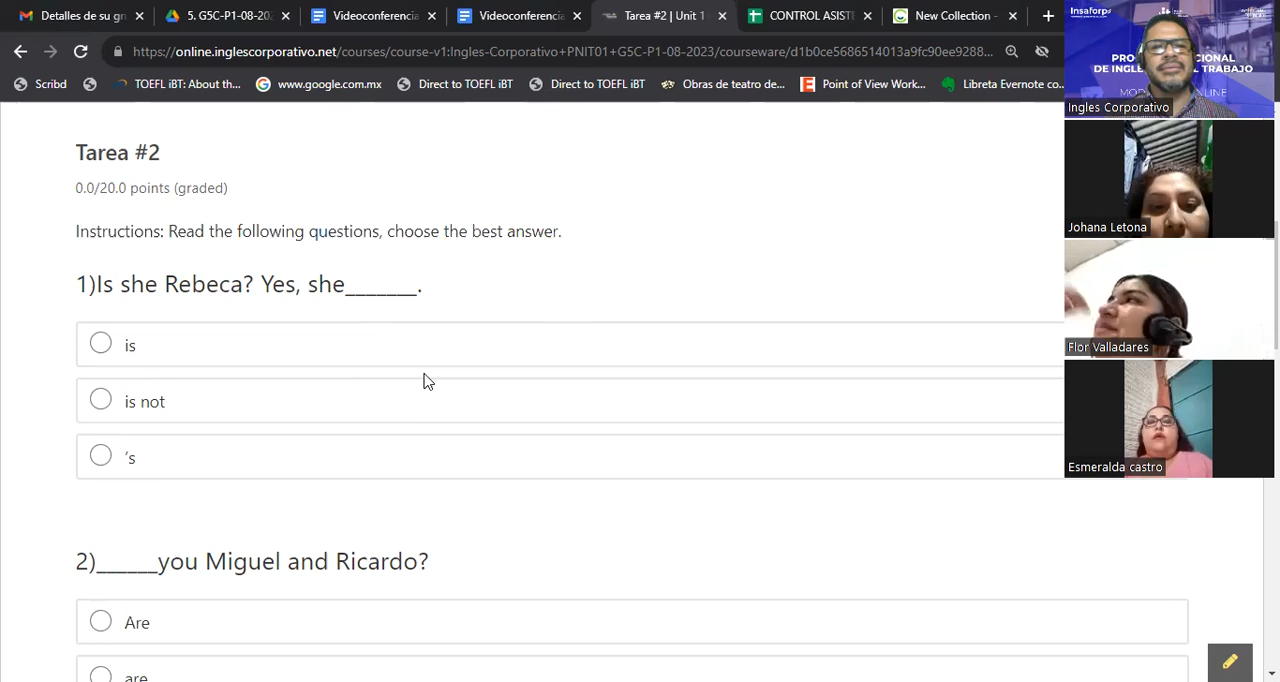 Detalles de su gr
5. G5C-P1-08-202
Videoconferencia
Videoconferencia
Tarea #2 | Unit 1
CONTROL ASISTE
New Collection -
https://online.inglescorporativo.net/courses/course-v1:Ingles-Corporativo+PNIT01+G5C-P1-08-2023/courseware/d1b0ce5686514013a9fc90ee9288...
Scribd
TOEFL iBT: About th...
www.google.com.mx
Direct to TOEFL iBT
Direct to TOEFL iBT
Obras de teatro de...
Point of View Work...
Libreta Evernote co...
Insaforp
Ingles Corporativo
Johana Letona
Flor Valladares
Esmeralda castro
Tarea #2
0.0/20.0 points (graded)
Instructions: Read the following questions, choose the best answer.
1)Is she Rebeca? Yes, she_______.
is
is not
‘s
2)______you Miguel and Ricardo?
Are
are